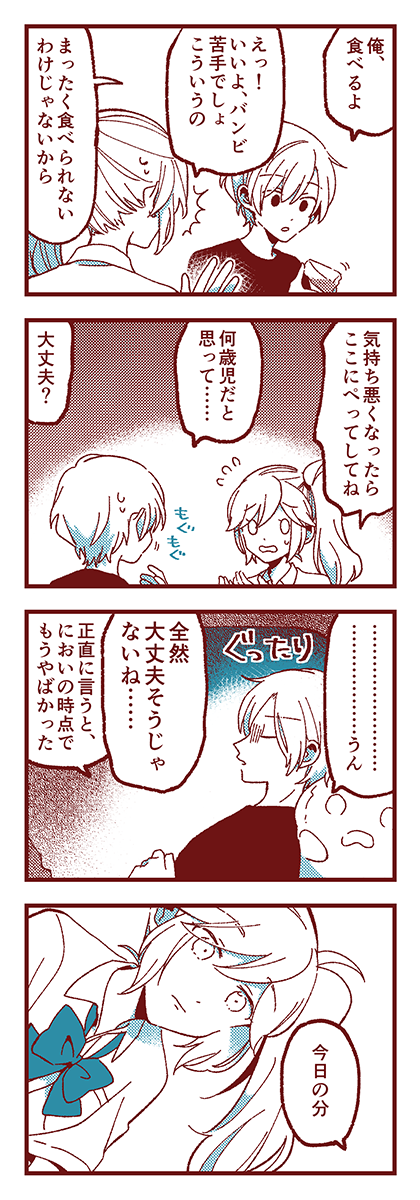 俺、
食べるよ
えっ！
いいよ、バンビ
苦手でしょ
こういうの
まったく食べられない
わけじゃないから
気持ち悪くなったら
ここにぺってしてね
何歳児だと
思って……
もぐ
もぐ
大丈夫？
………………うん
ぐったり
全然
大丈夫そうじゃ
ないね……
正直に言うと、
においの時点で
もうやばかった
今日の分